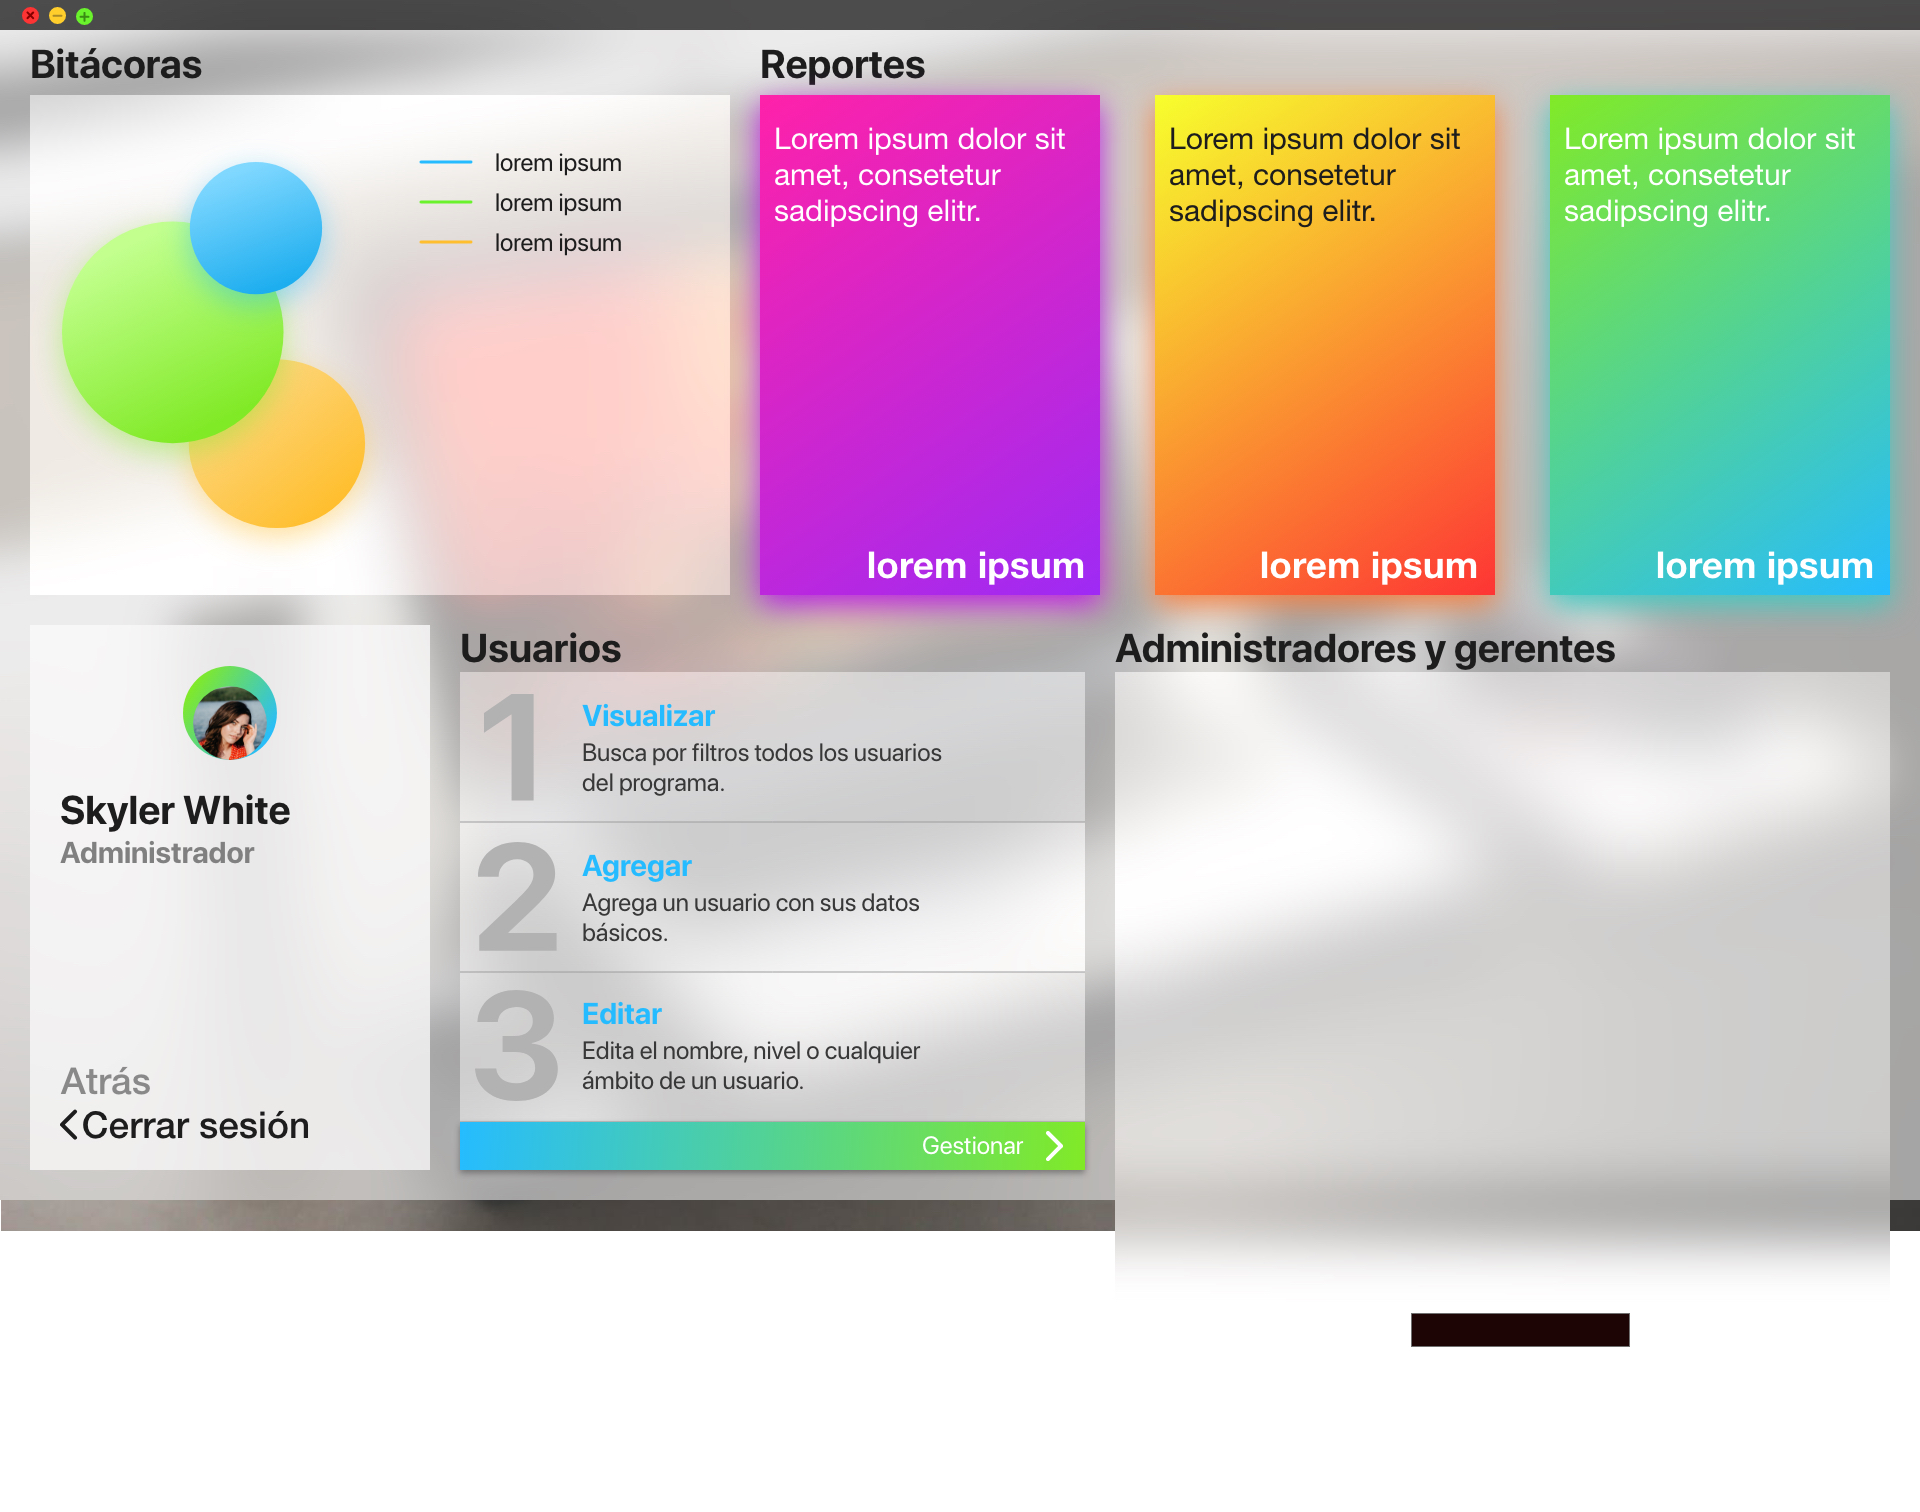 Bitácoras
lorem ipsum
lorem ipsum
lorem ipsum
Reportes
Lorem ipsum dolor sit
amet, consetetur
sadipscing elitr.
lorem ipsum
Lorem ipsum dolor sit
amet, consetetur
sadipscing elitr.
lorem ipsum
Lorem ipsum dolor sit
amet, consetetur
sadipscing elitr.
lorem ipsum
Skyler White
Administrador
Atrás
Cerrar sesión
Usuarios
1
Visualizar
Busca por filtros todos los usuarios
del programa.
2
Agregar
Agrega un usuario con sus datos
básicos.
3
Editar
Edita el nombre, nivel o cualquier
ámbito de un usuario.
Gestionar
Administradores y gerentes